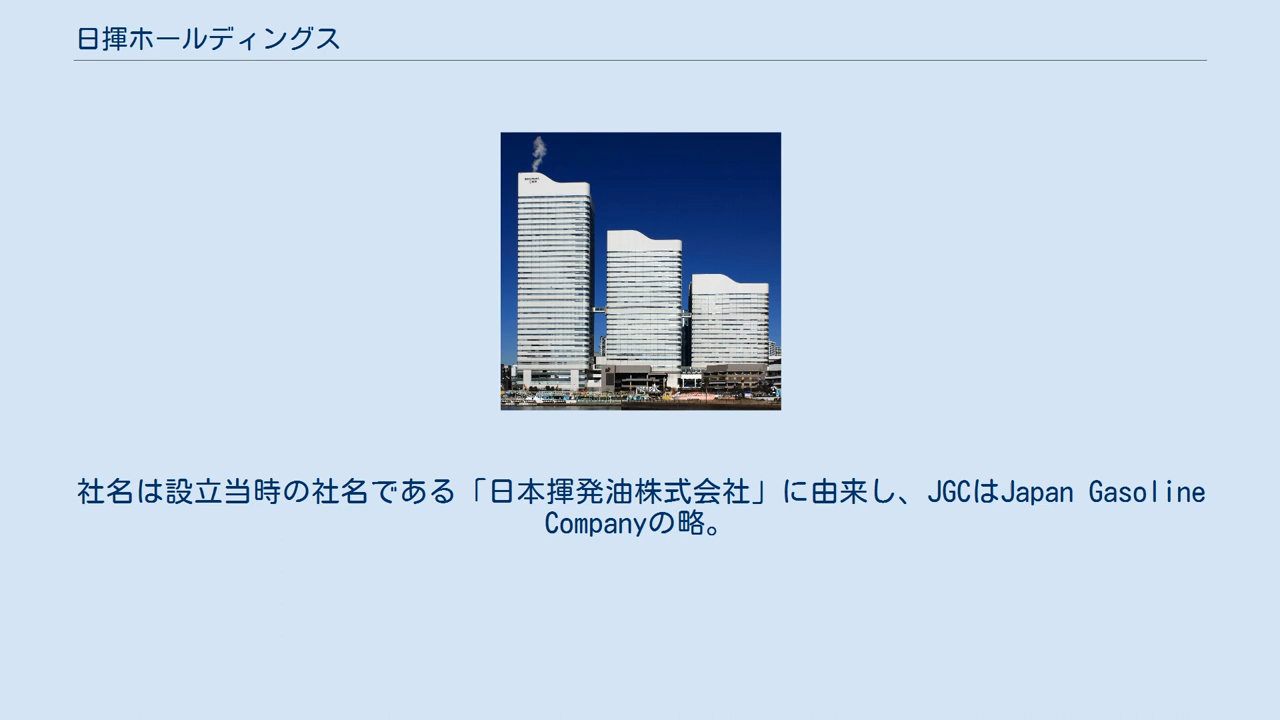 日揮ホールディングス
社名は設立当時の社名である「日本揮発油株式会社」に由来し、JGCはJapan Gasoline
Companyの略。